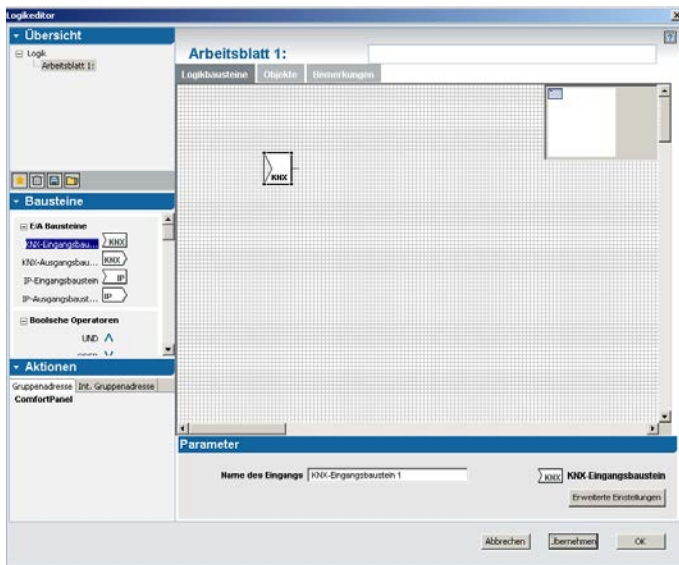 Logikeditor
Übersicht
Logik
Arbeitsblatt 1:
Arbeitsblatt 1:
Logikbausteine Objekte Bemerkungen
KNX
Bausteine
E/A Bausteine
KNX-Eingangsbau... KNX
KNX-Ausgangsbau... KNX
IP-Eingangsbaustein IP
IP-Ausgangsbaust... IP
Boolsche Operatoren
UND
Aktionen
Gruppenadresse Int. Gruppenadresse
ComfortPanel
Parameter
Name des Eingangs KNX-Eingangsbaustein 1
KNX KNX-Eingangsbaustein
Erweiterte Einstellungen
Abbrechen Übernehmen OK